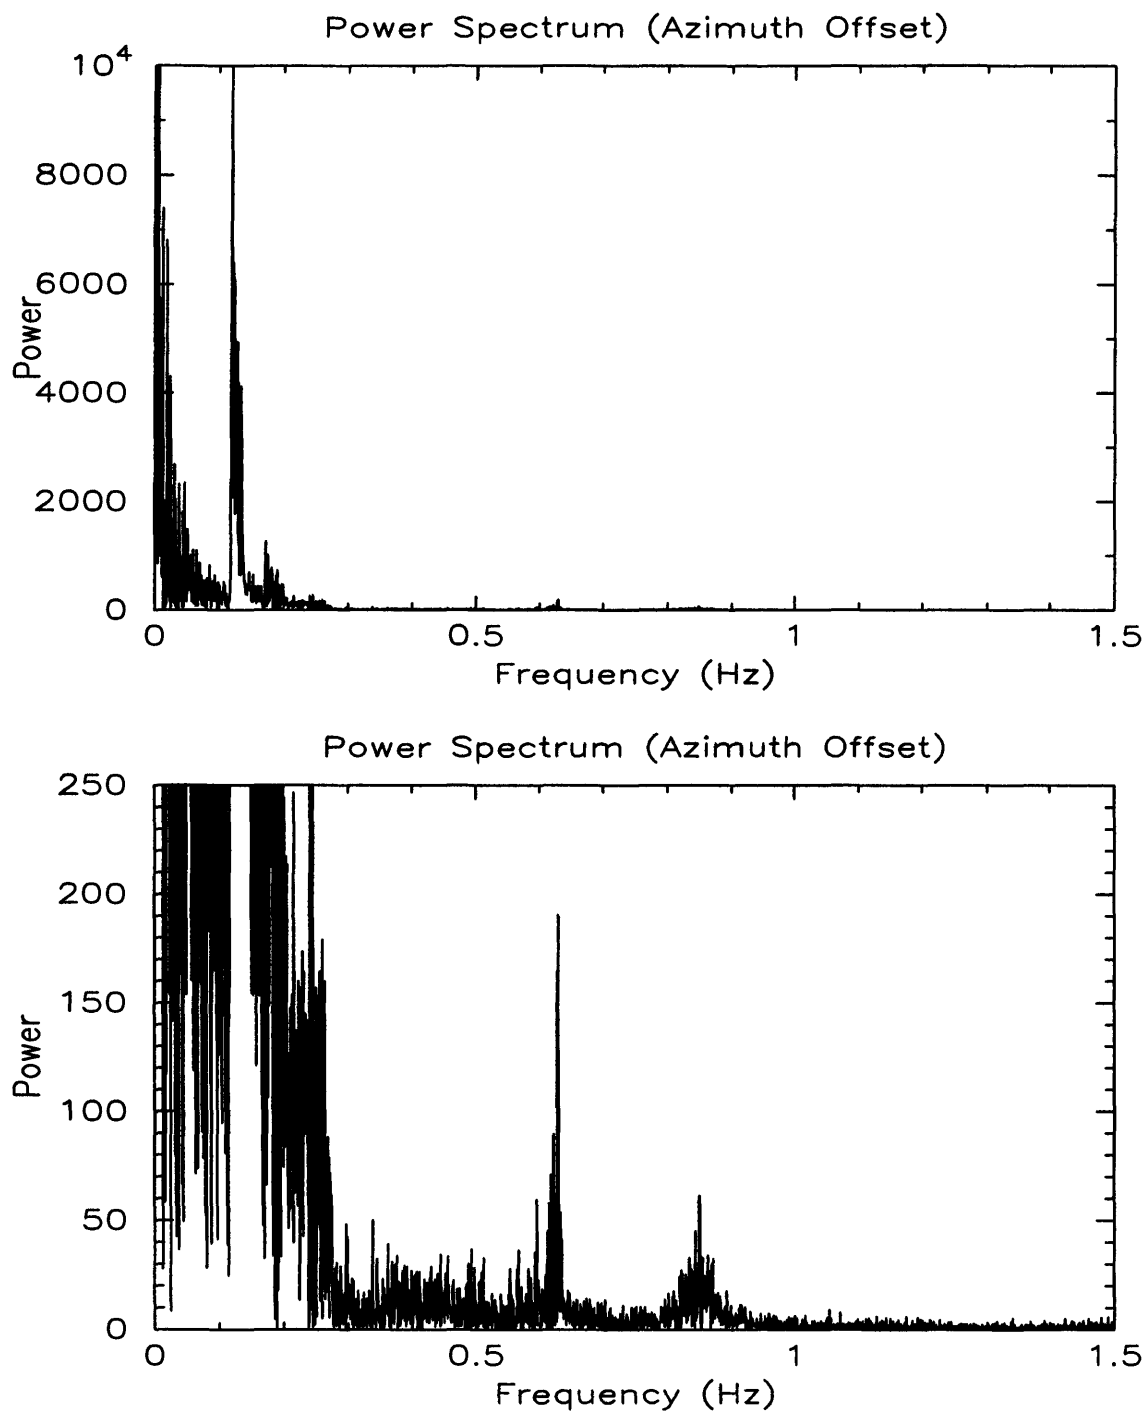 Power Spectrum (Azimuth Offset)
10⁴
8000
6000
4000
2000
0
Power
0 0.5 1 1.5
Frequency (Hz)
Power Spectrum (Azimuth Offset)
250
200
150
100
50
0
Power
0 0.5 1 1.5
Frequency (Hz)